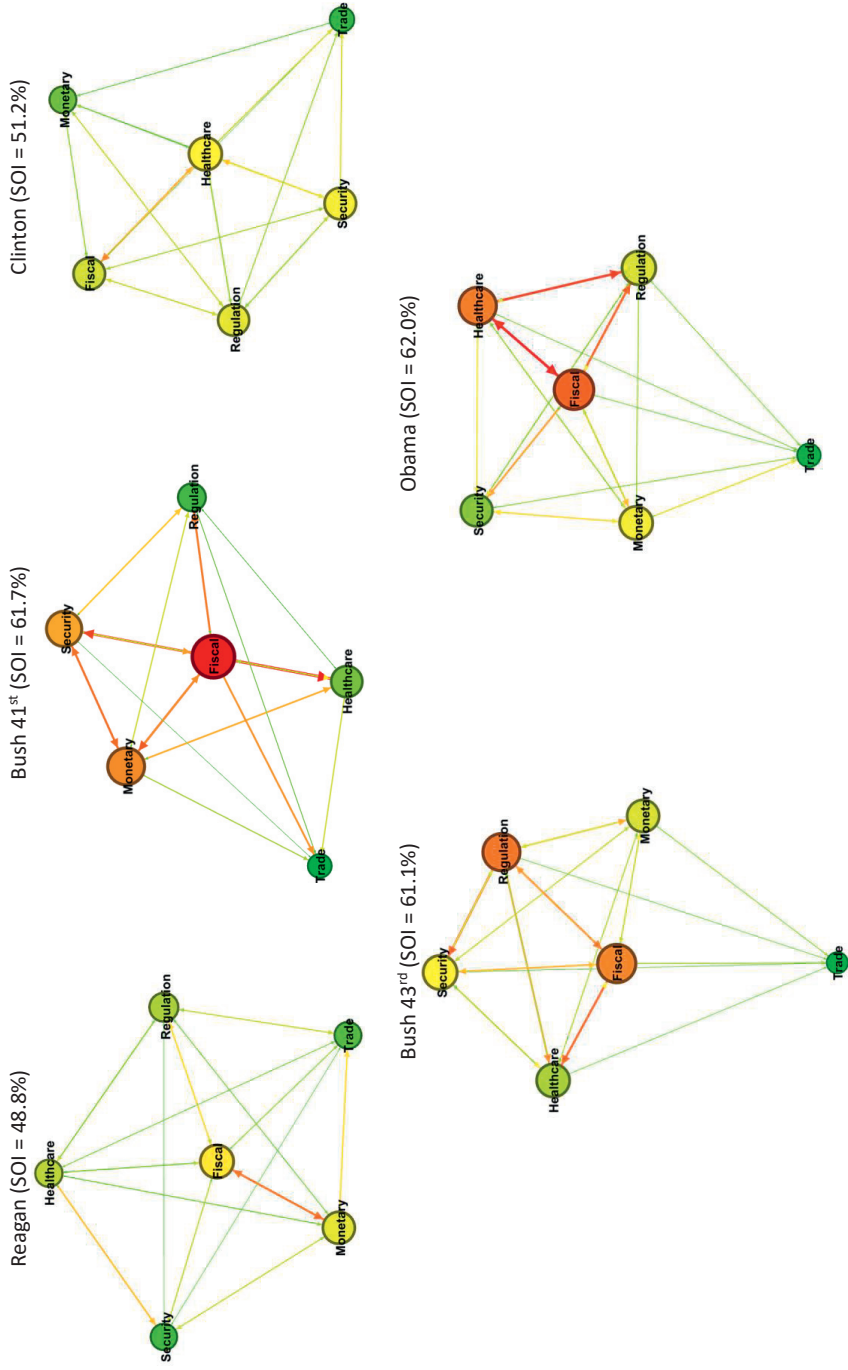 Reagan (SOI = 48.8%)
Healthcare
Regulation
Security
Fiscal
Monetary
Trade
Bush 41st (SOI = 61.7%)
Security
Monetary
Regulation
Fiscal
Trade
Healthcare
Clinton (SOI = 51.2%)
Monetary
Fiscal
Trade
Healthcare
Regulation
Security
Bush 43rd (SOI = 61.1%)
Security
Regulation
Healthcare
Fiscal
Monetary
Trade
Obama (SOI = 62.0%)
Security
Healthcare
Fiscal
Monetary
Regulation
Trade